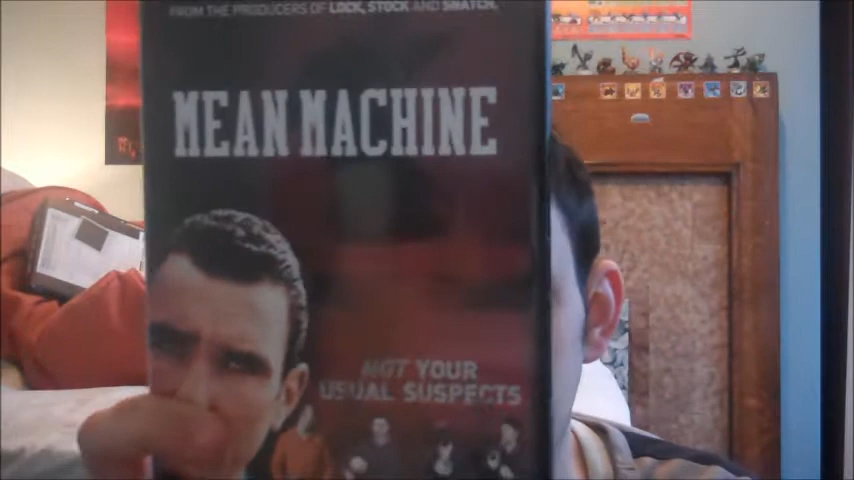 FROM THE PRODUCERS OF LOCK, STOCK AND SNATCH.
MEAN MACHINE
NOT YOUR
USUAL SUSPECTS